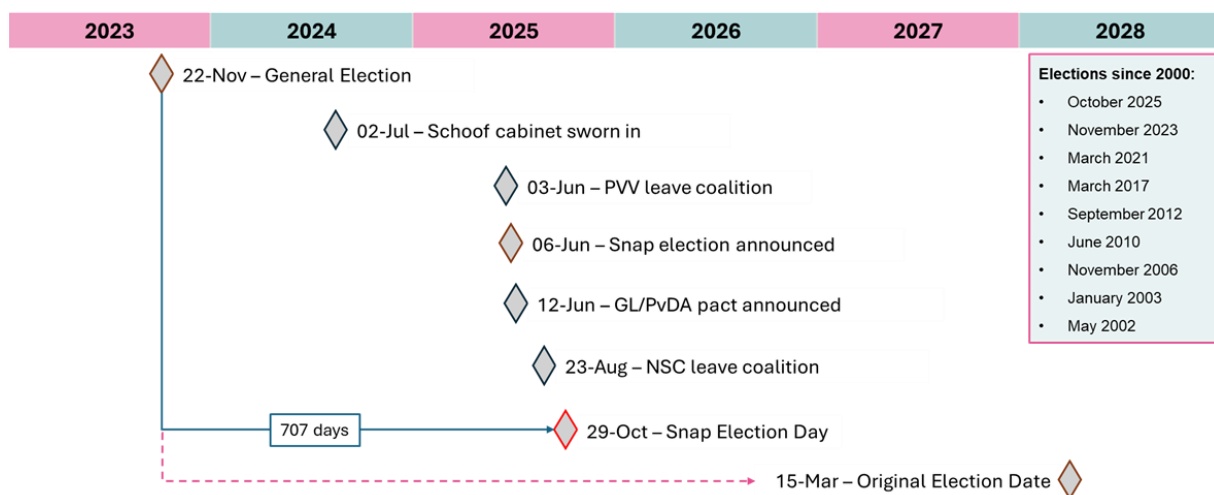 2023 2024 2025 2026 2027 2028
22-Nov – General Election
02-Jul – Schoof cabinet sworn in
03-Jun – PVV leave coalition
06-Jun – Snap election announced
12-Jun – GL/PvDA pact announced
23-Aug – NSC leave coalition
707 days
29-Oct – Snap Election Day
15-Mar – Original Election Date
Elections since 2000:
• October 2025
• November 2023
• March 2021
• March 2017
• September 2012
• June 2010
• November 2006
• January 2003
• May 2002